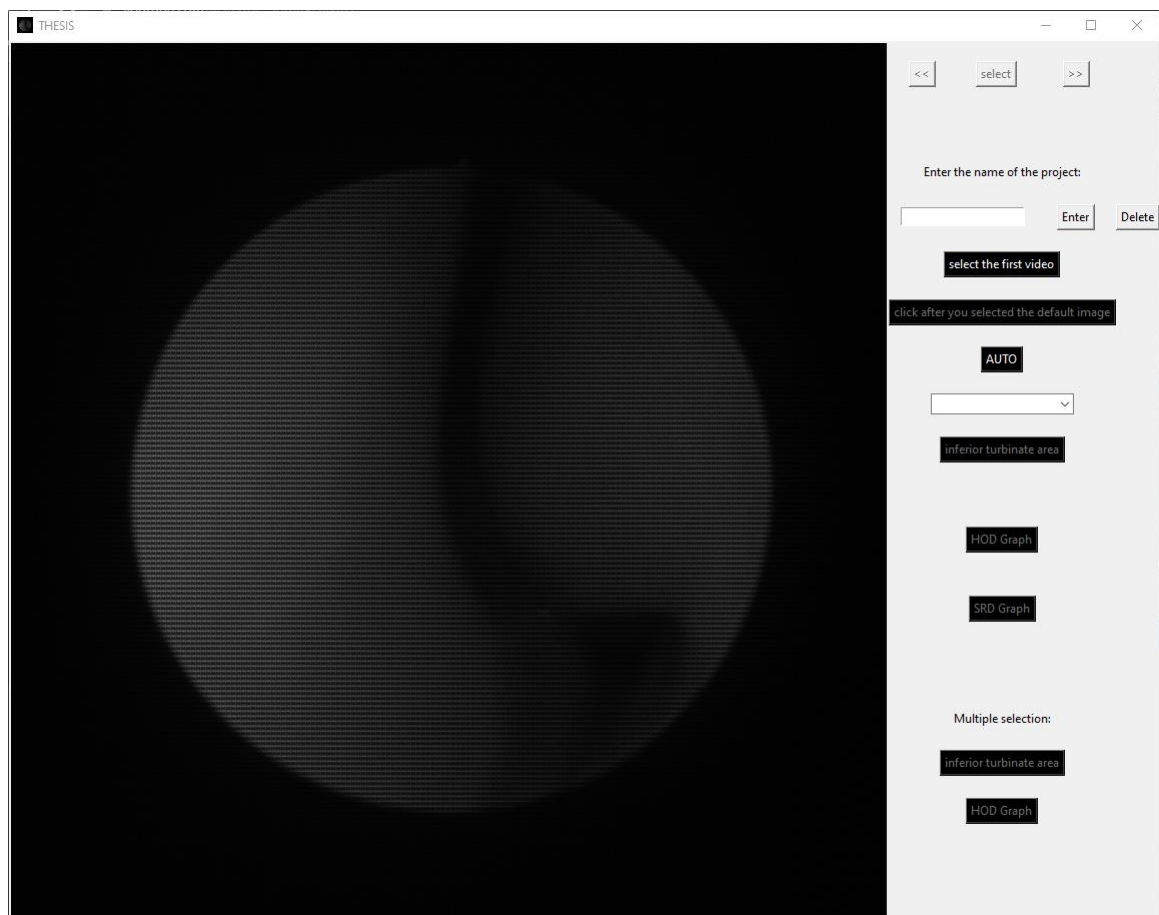 THESIS
<< select >>
Enter the name of the project:
Enter Delete
select the first video
click after you selected the default image
AUTO
inferior turbinate area
HOD Graph
SRD Graph
Multiple selection:
inferior turbinate area
HOD Graph